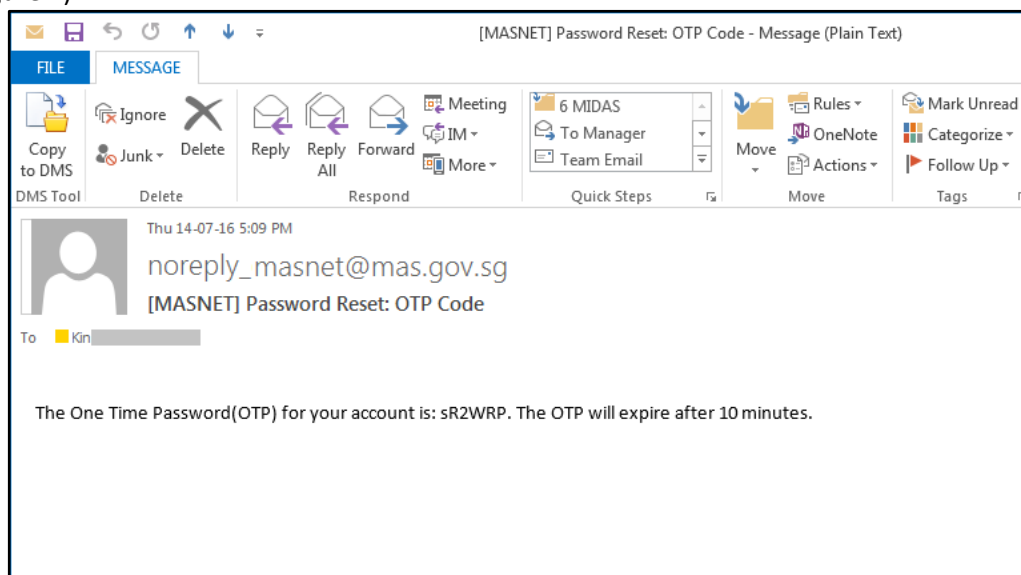 [MASNET] Password Reset: OTP Code - Message (Plain Text)
FILE MESSAGE
Copy to DMS
Ignore
Junk
Delete
Reply
Reply All
Forward
Meeting
IM
More
6 MIDAS
To Manager
Team Email
Move
Rules
OneNote
Actions
Mark Unread
Categorize
Follow Up
DMS Tool Delete Respond Quick Steps Move Tags
Thu 14-07-16 5:09 PM
noreply_masnet@mas.gov.sg
[MASNET] Password Reset: OTP Code
To Kin
The One Time Password(OTP) for your account is: sR2WRP. The OTP will expire after 10 minutes.